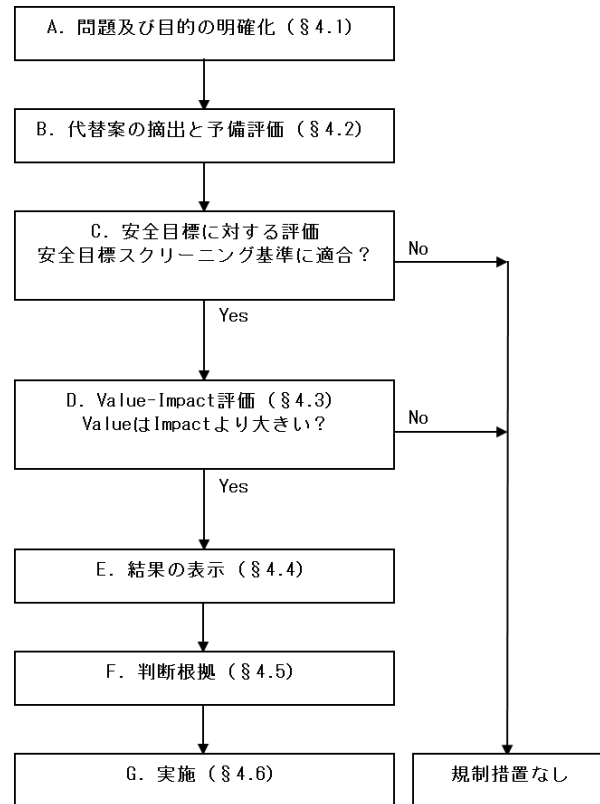 A. 問題及び目的の明確化（§4.1）
B. 代替案の摘出と予備評価（§4.2）
C. 安全目標に対する評価
安全目標スクリーニング基準に適合？
No
Yes
D. Value-Impact評価（§4.3）
ValueはImpactより大きい？
No
Yes
E. 結果の表示（§4.4）
F. 判断根拠（§4.5）
G. 実施（§4.6）
規制措置なし